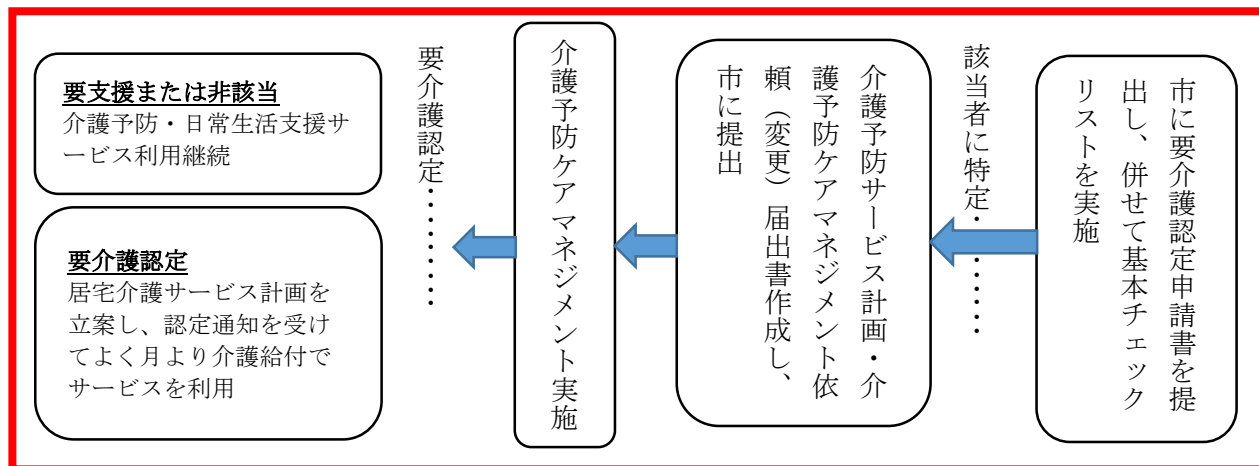 市に要介護認定申請書を提
出し、併せて基本チェック
リストを実施
該当者に特定・・・・・・
介護予防サービス計画・介
護予防ケアマネジメント依
頼（変更）届出書作成し、
市に提出
介護予防ケアマネジメント実施
要介護認定・・・・・・・
要支援または非該当
介護予防・日常生活支援サ
ービス利用継続
要介護認定
居宅介護サービス計画を
立案し、認定通知を受け
てよく月より介護給付で
サービスを利用